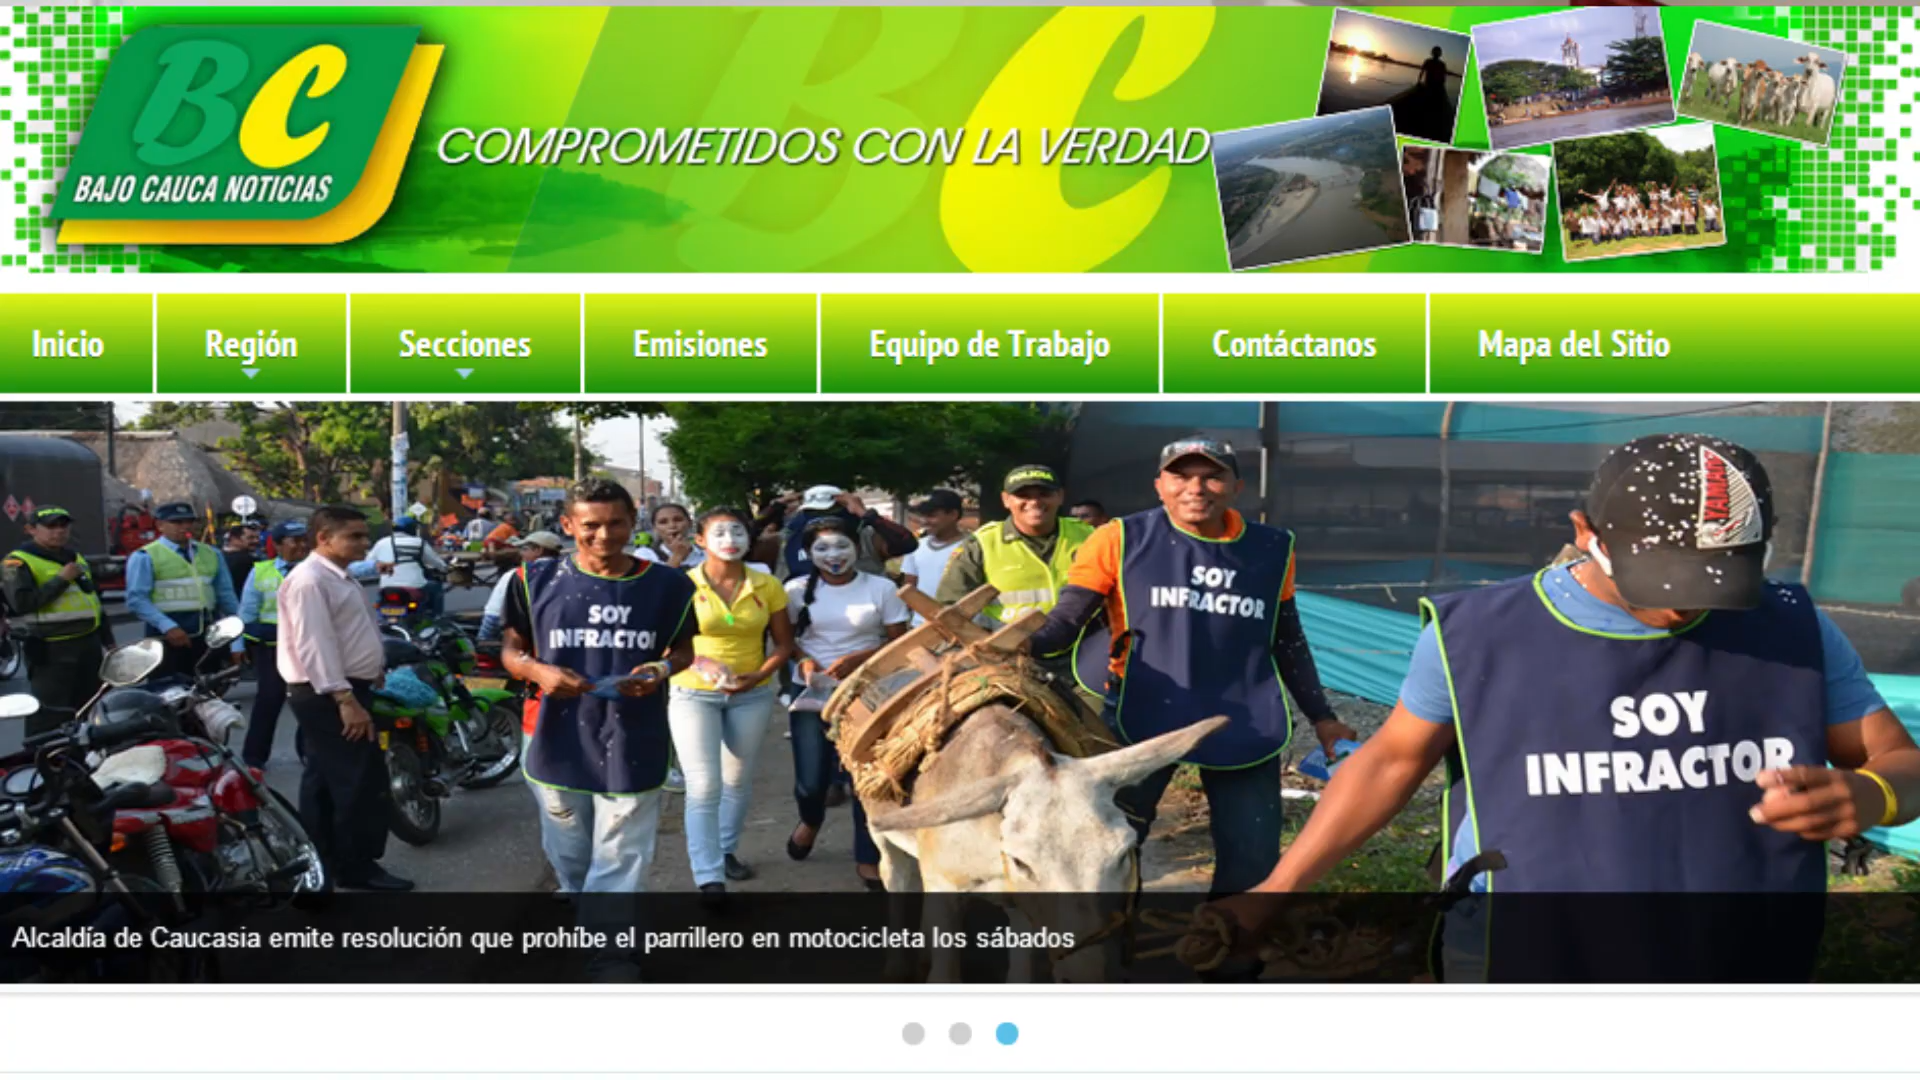 BC
BAJO CAUCA NOTICIAS
COMPROMETIDOS CON LA VERDAD
Inicio
Región
Secciones
Emisiones
Equipo de Trabajo
Contáctanos
Mapa del Sitio
POLICIA
SOY
INFRACTOR
SOY
INFRACTOR
SOY
INFRACTOR
Alcaldía de Caucasia emite resolución que prohíbe el parrillero en motocicleta los sábados